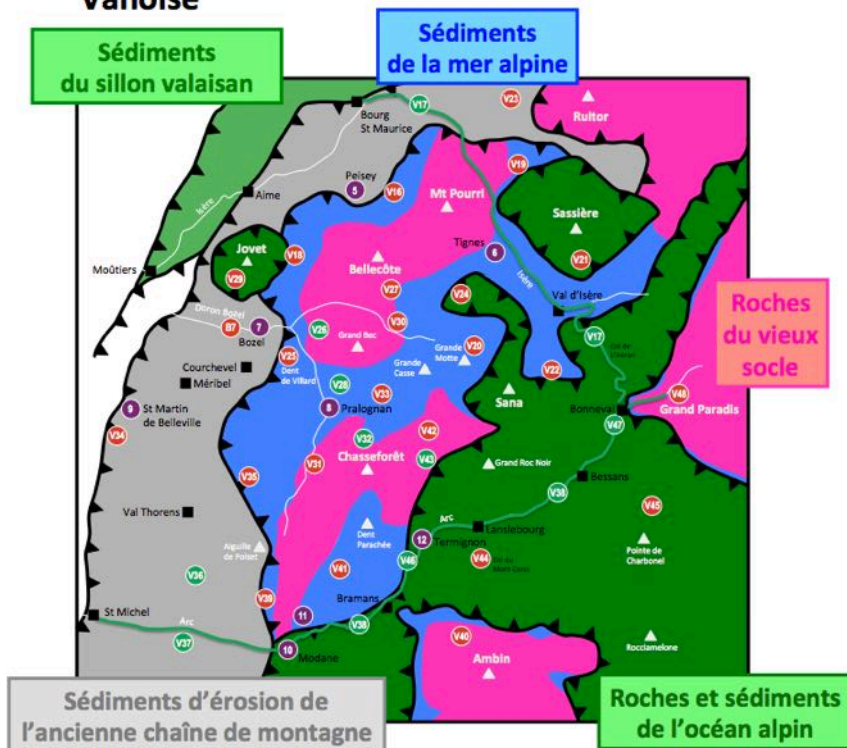 Vanoise
Sédiments
du sillon valaisan
Sédiments
de la mer alpine
V17
V23
Ruitor
Bourg
St Maurice
Peisey
5
V16
V19
Mt Pourri
Isère
Aime
Sassière
Jovet
V18
Tignes
6
V21
Moûtiers
V29
Bellecôte
Isère
Val d'Isère
V27
V24
Doron Bozel
B7
7
Bozel
V26
V30
V17
Roches
du vieux
socle
Grand Bec
Grande
Motte
V20
V25
Dent
de Villard
Grande
Casse
Courchevel
Méribel
V28
V33
V22
Sana
V48
Grand Paradis
9
St Martin
de Belleville
8
Pralognan
Bonneval
V34
V32
V42
V47
V31
Chasseforêt
V43
Grand Roc Noir
V35
Bessans
V38
Val Thorens
Dent
Parachée
Arc
Lanslebourg
V45
12
Termignon
Aiguille
de Polset
V41
V46
V44
Pointe de
Charbonel
V36
Bramans
V39
St Michel
11
V38
Arc
V40
Rocciamelone
V37
10
Modane
Ambin
Sédiments d'érosion de
l'ancienne chaîne de montagne
Roches et sédiments
de l'océan alpin